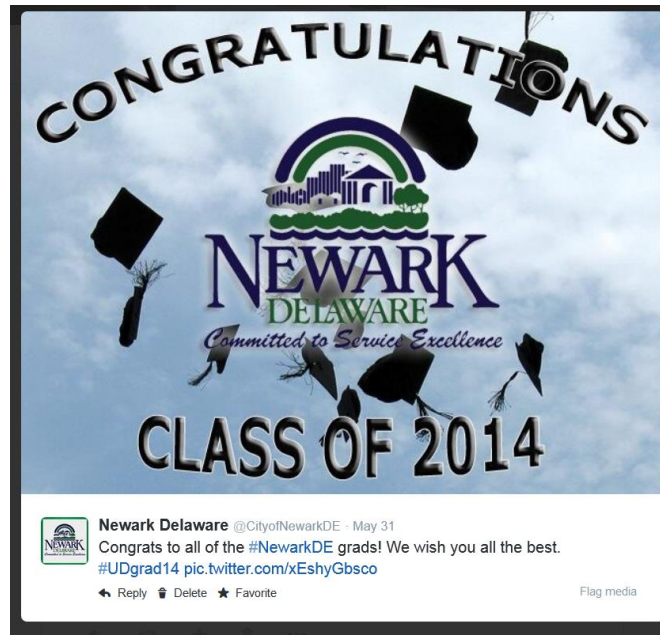 CONGRATULATIONS
NEWARK
DELAWARE
Committed to Service Excellence
CLASS OF 2014
NEWARK
Newark Delaware @CityofNewarkDE · May 31
Congrats to all of the #NewarkDE grads! We wish you all the best.
#UDgrad14 pic.twitter.com/xEshyGbsco
Reply Delete Favorite Flag media